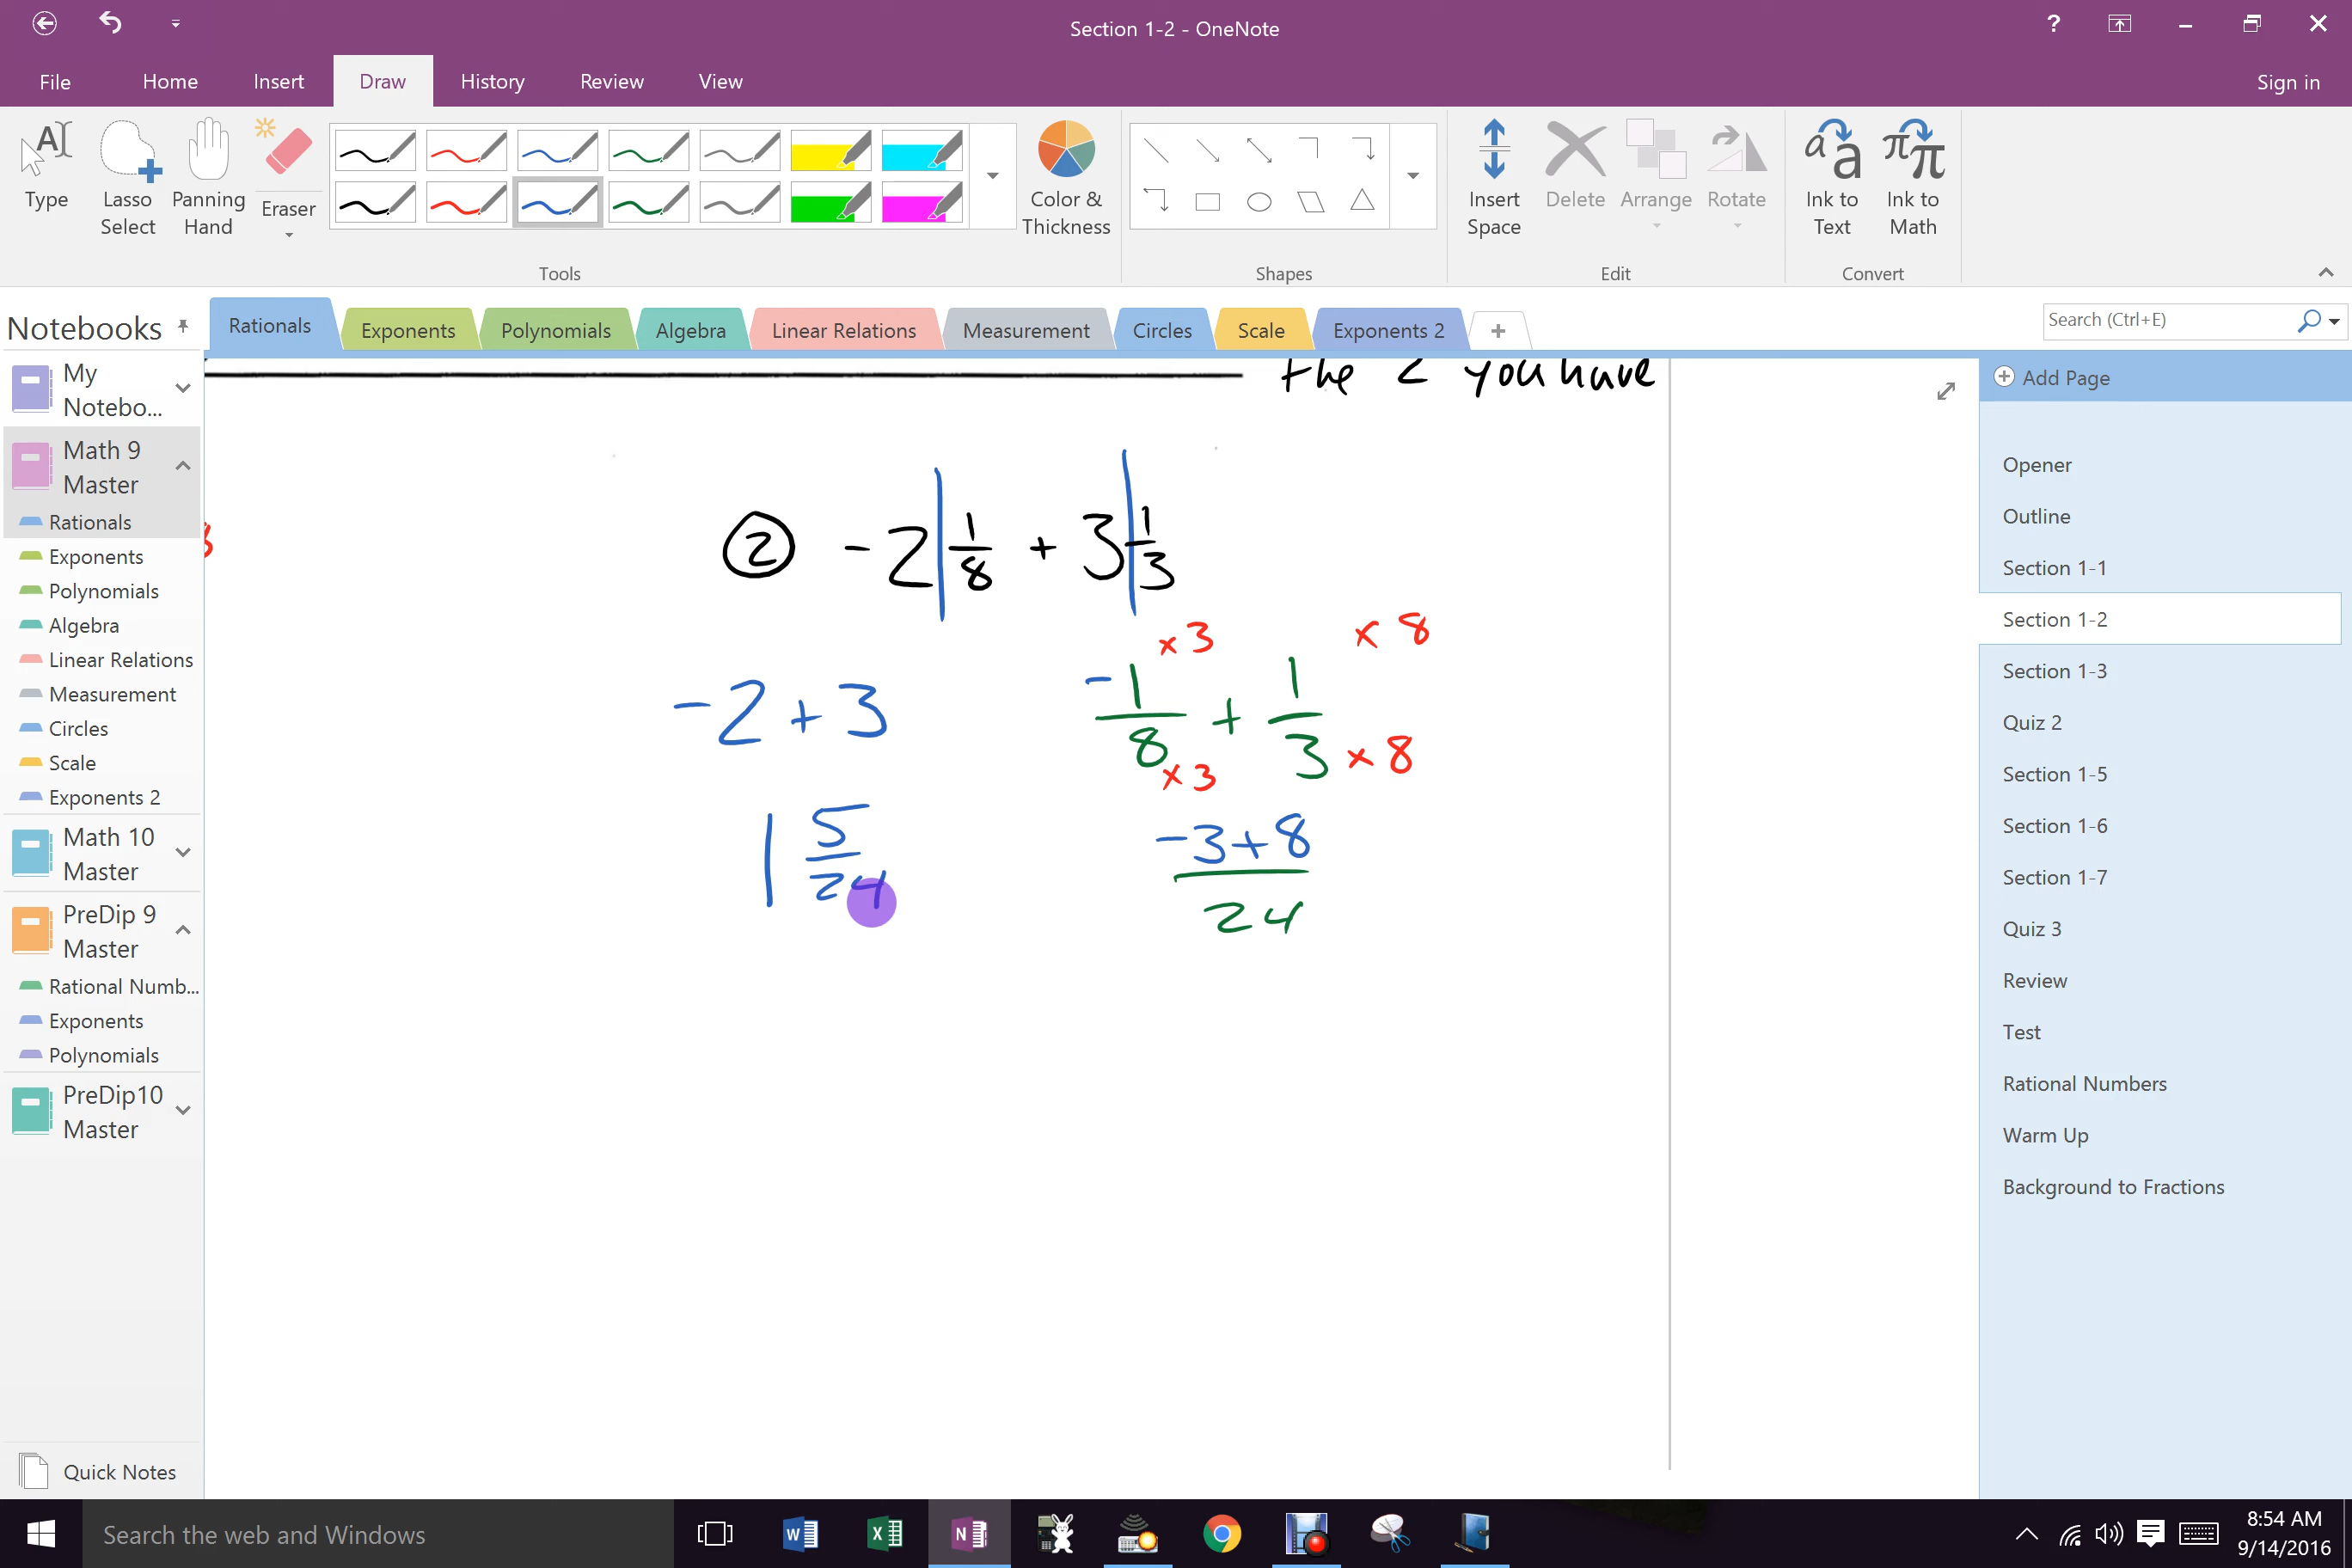 Section 1-2 - OneNote
File Home Insert Draw History Review View Sign in
Type
Lasso Select
Panning Hand
Eraser
Color & Thickness
Insert Space
Delete
Arrange
Rotate
Ink to Text
Ink to Math
Tools Shapes Edit Convert
Notebooks
Rationals Exponents Polynomials Algebra Linear Relations Measurement Circles Scale Exponents 2 +
Search (Ctrl+E)
My Notebo...
Math 9 Master
Rationals
Exponents
Polynomials
Algebra
Linear Relations
Measurement
Circles
Scale
Exponents 2
Math 10 Master
PreDip 9 Master
Rational Numb...
Exponents
Polynomials
PreDip10 Master
Quick Notes
the 2 you have
② -2 1/8 + 3 1/3
x 3 x 8
-2 + 3 -1/8 + 1/3
x 3 x 8
1 5/24 -3+8/24
Add Page
Opener
Outline
Section 1-1
Section 1-2
Section 1-3
Quiz 2
Section 1-5
Section 1-6
Section 1-7
Quiz 3
Review
Test
Rational Numbers
Warm Up
Background to Fractions
Search the web and Windows
8:54 AM
9/14/2016